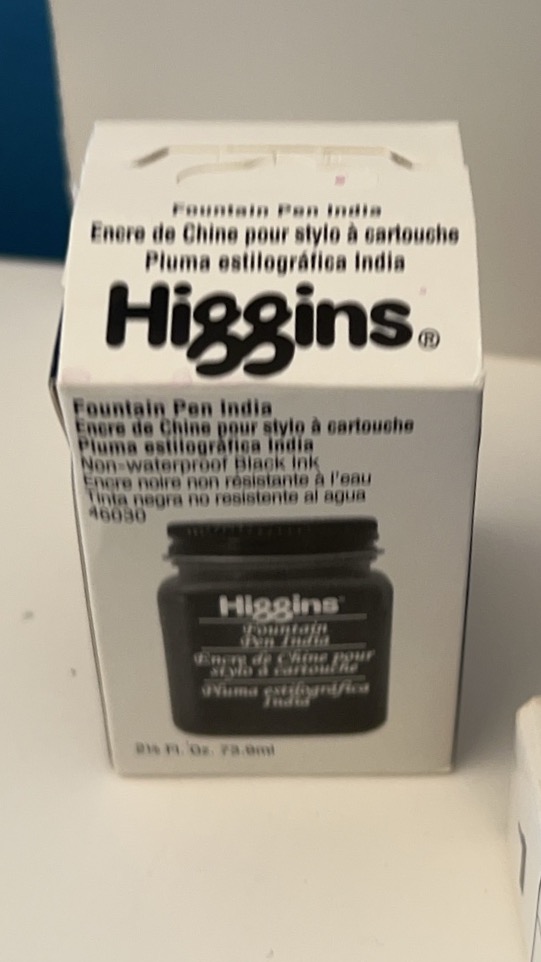 Fountain Pen India
Encre de Chine pour stylo à cartouche
Pluma estilográfica India
Higgins®
Fountain Pen India
Encre de Chine pour stylo à cartouche
Pluma estilográfica India
Non-waterproof Black Ink
Encre noire non résistante à l'eau
Tinta negra no resistente al agua
46030
Higgins
Fountain
Pen India
Encre de Chine pour
stylo à cartouche
Pluma estilográfica
India
2½ Fl. Oz. 73.9ml